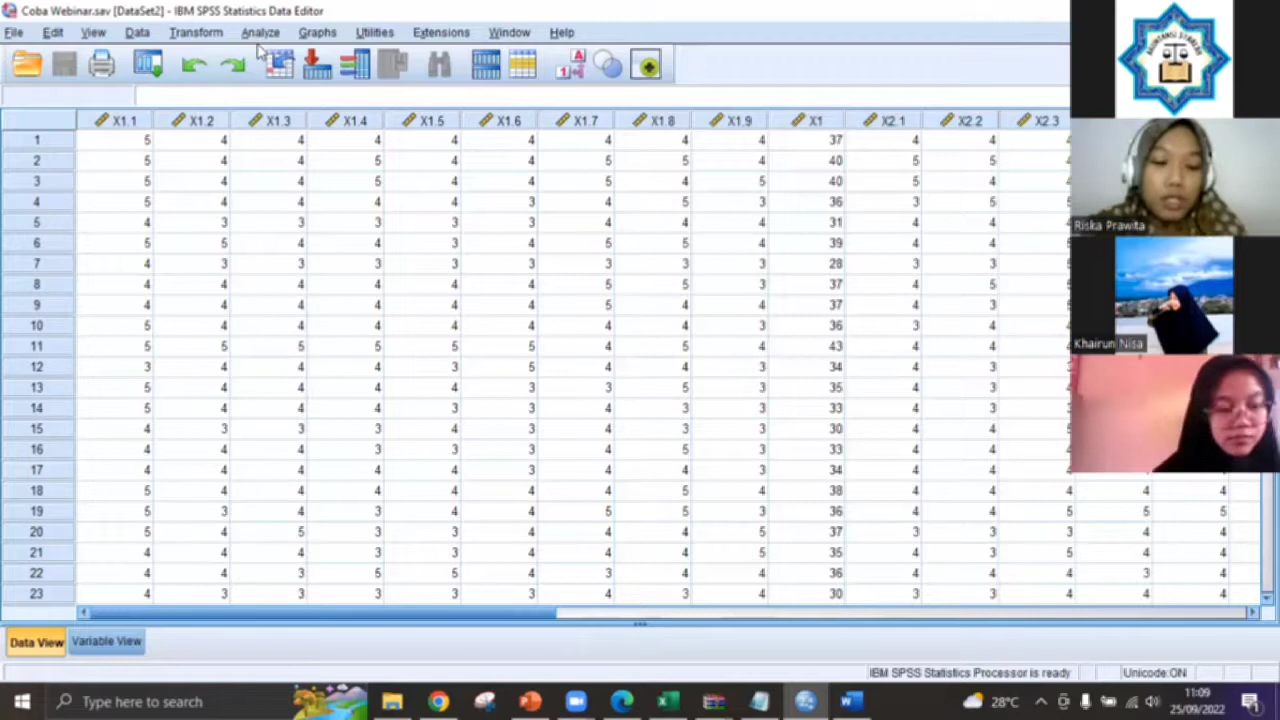 Coba Webinar.sav [DataSet2] - IBM SPSS Statistics Data Editor
File Edit View Data Transform Analyze Graphs Utilities Extensions Window Help
X1.1 X1.2 X1.3 X1.4 X1.5 X1.6 X1.7 X1.8 X1.9 X1 X2.1 X2.2 X2.3
1 5 4 4 4 4 4 4 4 4 37 4 4 4
2 5 4 4 5 4 4 5 5 4 40 5 5 4
3 5 4 4 5 4 4 5 4 5 40 5 4 4
4 5 4 4 4 4 3 4 5 3 36 3 5 5
5 4 3 3 3 3 3 4 4 4 31 4 4 4
6 5 5 4 4 3 4 5 5 4 39 4 3
7 4 3 3 3 3 3 3 3 3 28 3 3
8 4 4 4 4 4 4 5 5 3 37 4 5
9 4 4 4 4 4 4 5 4 4 37 4 3
10 5 4 4 4 4 4 4 4 3 36 3 4
11 5 5 5 5 5 5 4 5 4 43 4 4
12 3 4 4 4 3 5 4 4 3 34 4 3
13 5 4 4 4 4 3 3 5 3 35 4 3
14 5 4 4 4 3 3 4 3 3 33 4 3
15 4 3 3 4 3 3 4 3 3 30 4 4
16 4 4 4 3 3 3 4 5 3 33 4 4
17 4 4 4 4 4 3 4 4 3 34 4 4
18 5 4 4 4 4 4 4 5 4 38 4 4 4 4 4
19 5 3 4 3 4 3 5 5 4 36 4 4 5 5 5
20 5 4 5 3 3 4 4 4 5 37 3 3 3 4 4
21 4 4 4 3 3 4 4 4 5 35 4 3 5 4 4
22 4 4 3 5 5 4 3 4 4 36 4 4 4 3 4
23 4 3 3 3 3 3 4 3 4 30 3 3 4 4 4
AKUNTANSI SYARIAH
Riska Prawita
Khairun Nisa
Data View Variable View
IBM SPSS Statistics Processor is ready Unicode:ON
Type here to search
28°C
11:09
25/09/2022